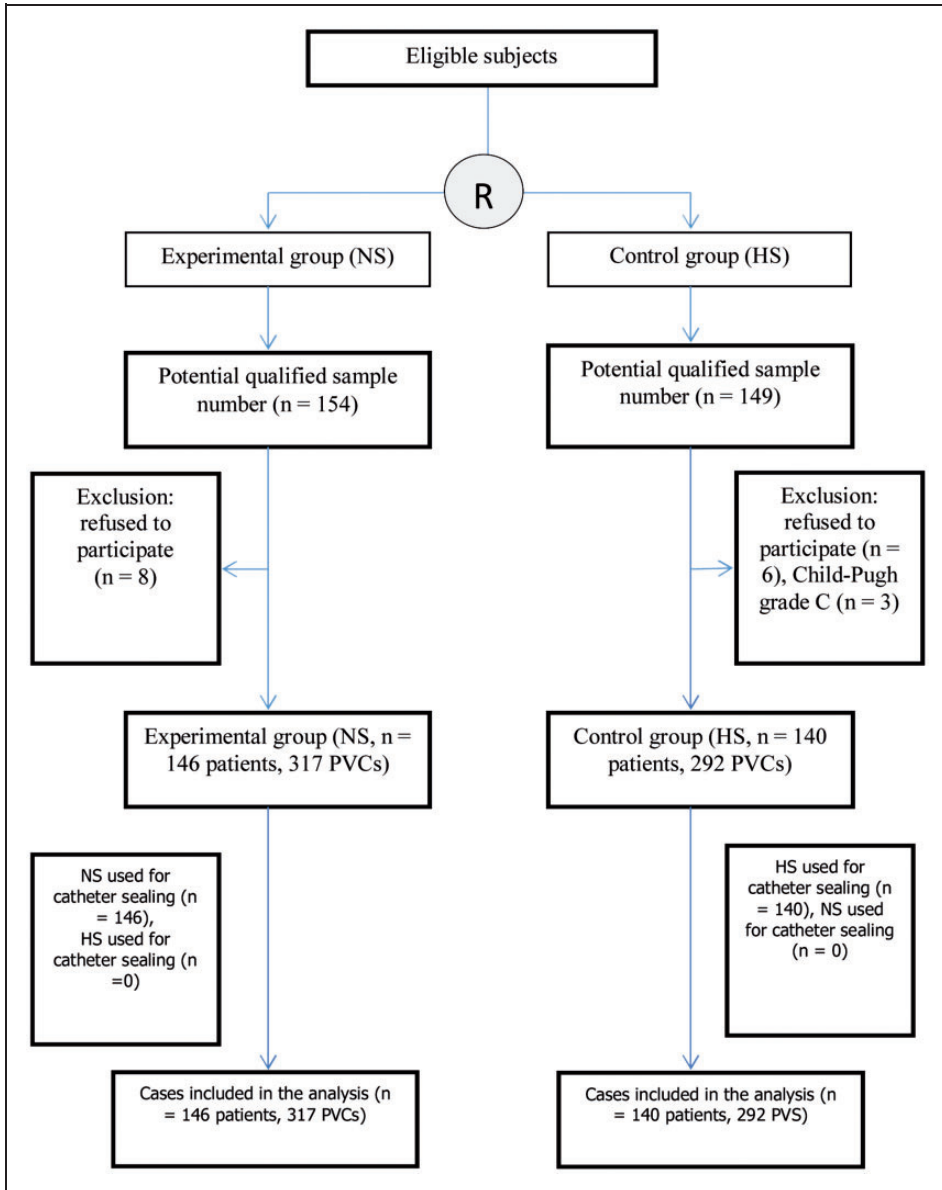 Eligible subjects
R
Experimental group (NS)
Control group (HS)
Potential qualified sample
number (n = 154)
Potential qualified sample
number (n = 149)
Exclusion:
refused to
participate
(n = 8)
Exclusion:
refused to
participate (n =
6), Child-Pugh
grade C (n = 3)
Experimental group (NS, n =
146 patients, 317 PVCs)
Control group (HS, n = 140
patients, 292 PVCs)
NS used for
catheter sealing (n
= 146),
HS used for
catheter sealing (n
=0)
HS used for
catheter sealing (n
= 140), NS used
for catheter sealing
(n = 0)
Cases included in the analysis (n
= 146 patients, 317 PVCs)
Cases included in the analysis (n
= 140 patients, 292 PVS)